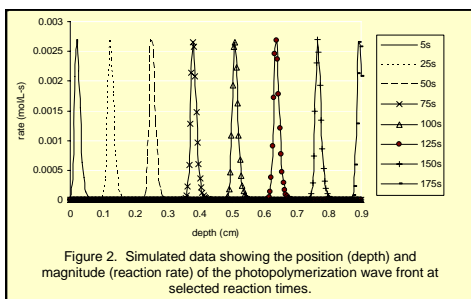 0.003
0.0025
0.002
0.0015
0.001
0.0005
0
rate (mol/L-s)
0 0.1 0.2 0.3 0.4 0.5 0.6 0.7 0.8 0.9
depth (cm)
5s
25s
50s
75s
100s
125s
150s
175s
Figure 2. Simulated data showing the position (depth) and
magnitude (reaction rate) of the photopolymerization wave front at
selected reaction times.